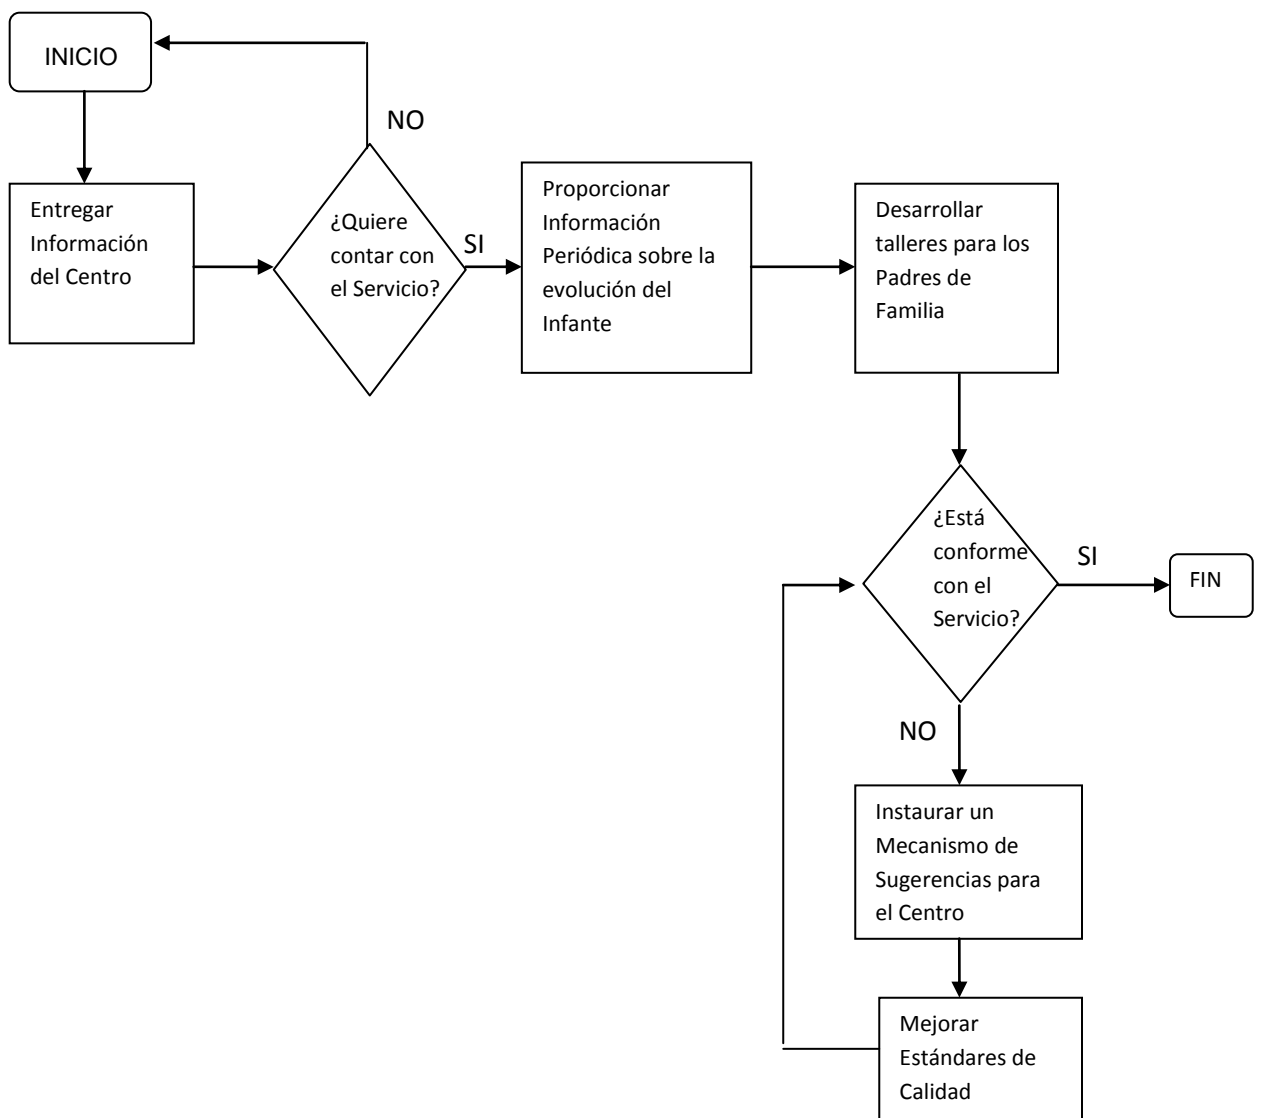 INICIO
NO
Entregar
Información
del Centro
¿Quiere
contar con
el Servicio?
SI
Proporcionar
Información
Periódica sobre la
evolución del
Infante
Desarrollar
talleres para los
Padres de
Familia
¿Está
conforme
con el
Servicio?
SI
FIN
NO
Instaurar un
Mecanismo de
Sugerencias para
el Centro
Mejorar
Estándares de
Calidad